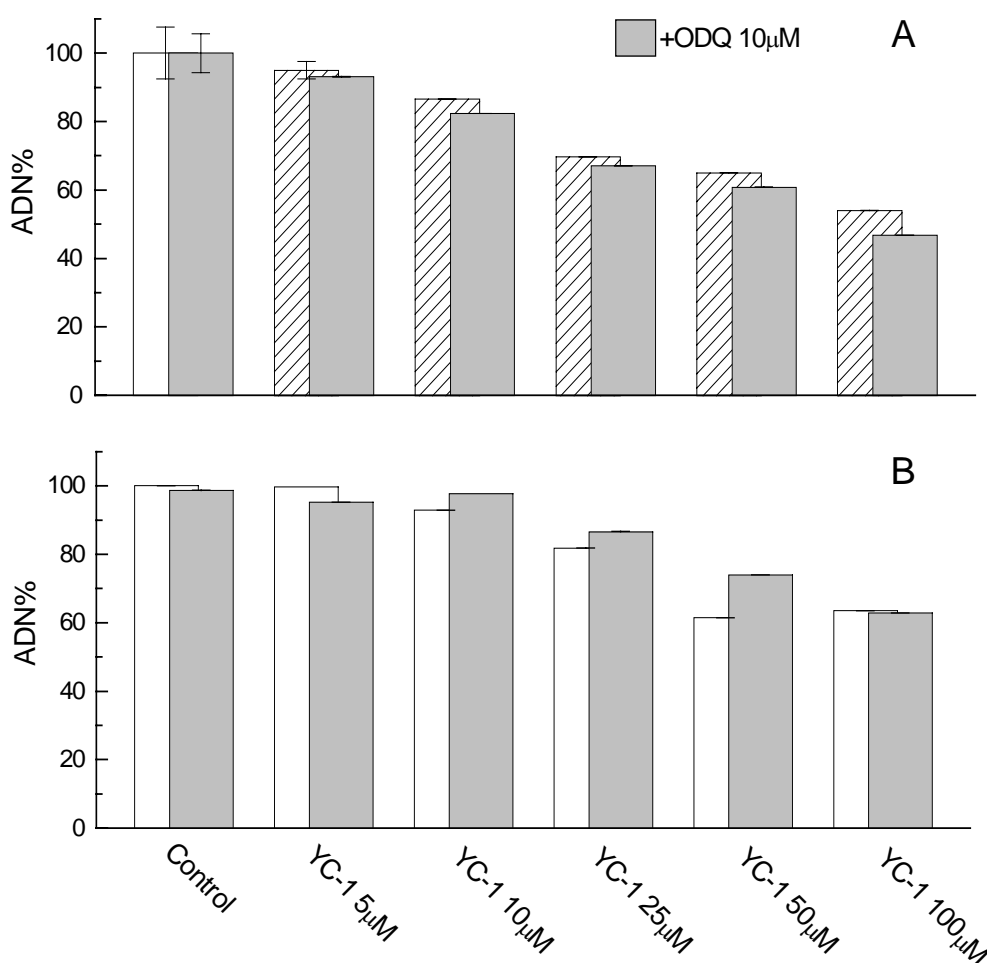 +ODQ 10μM
A
ADN%
100
80
60
40
20
0
B
ADN%
100
80
60
40
20
0
Control
YC-1 5μM
YC-1 10μM
YC-1 25μM
YC-1 50μM
YC-1 100μM